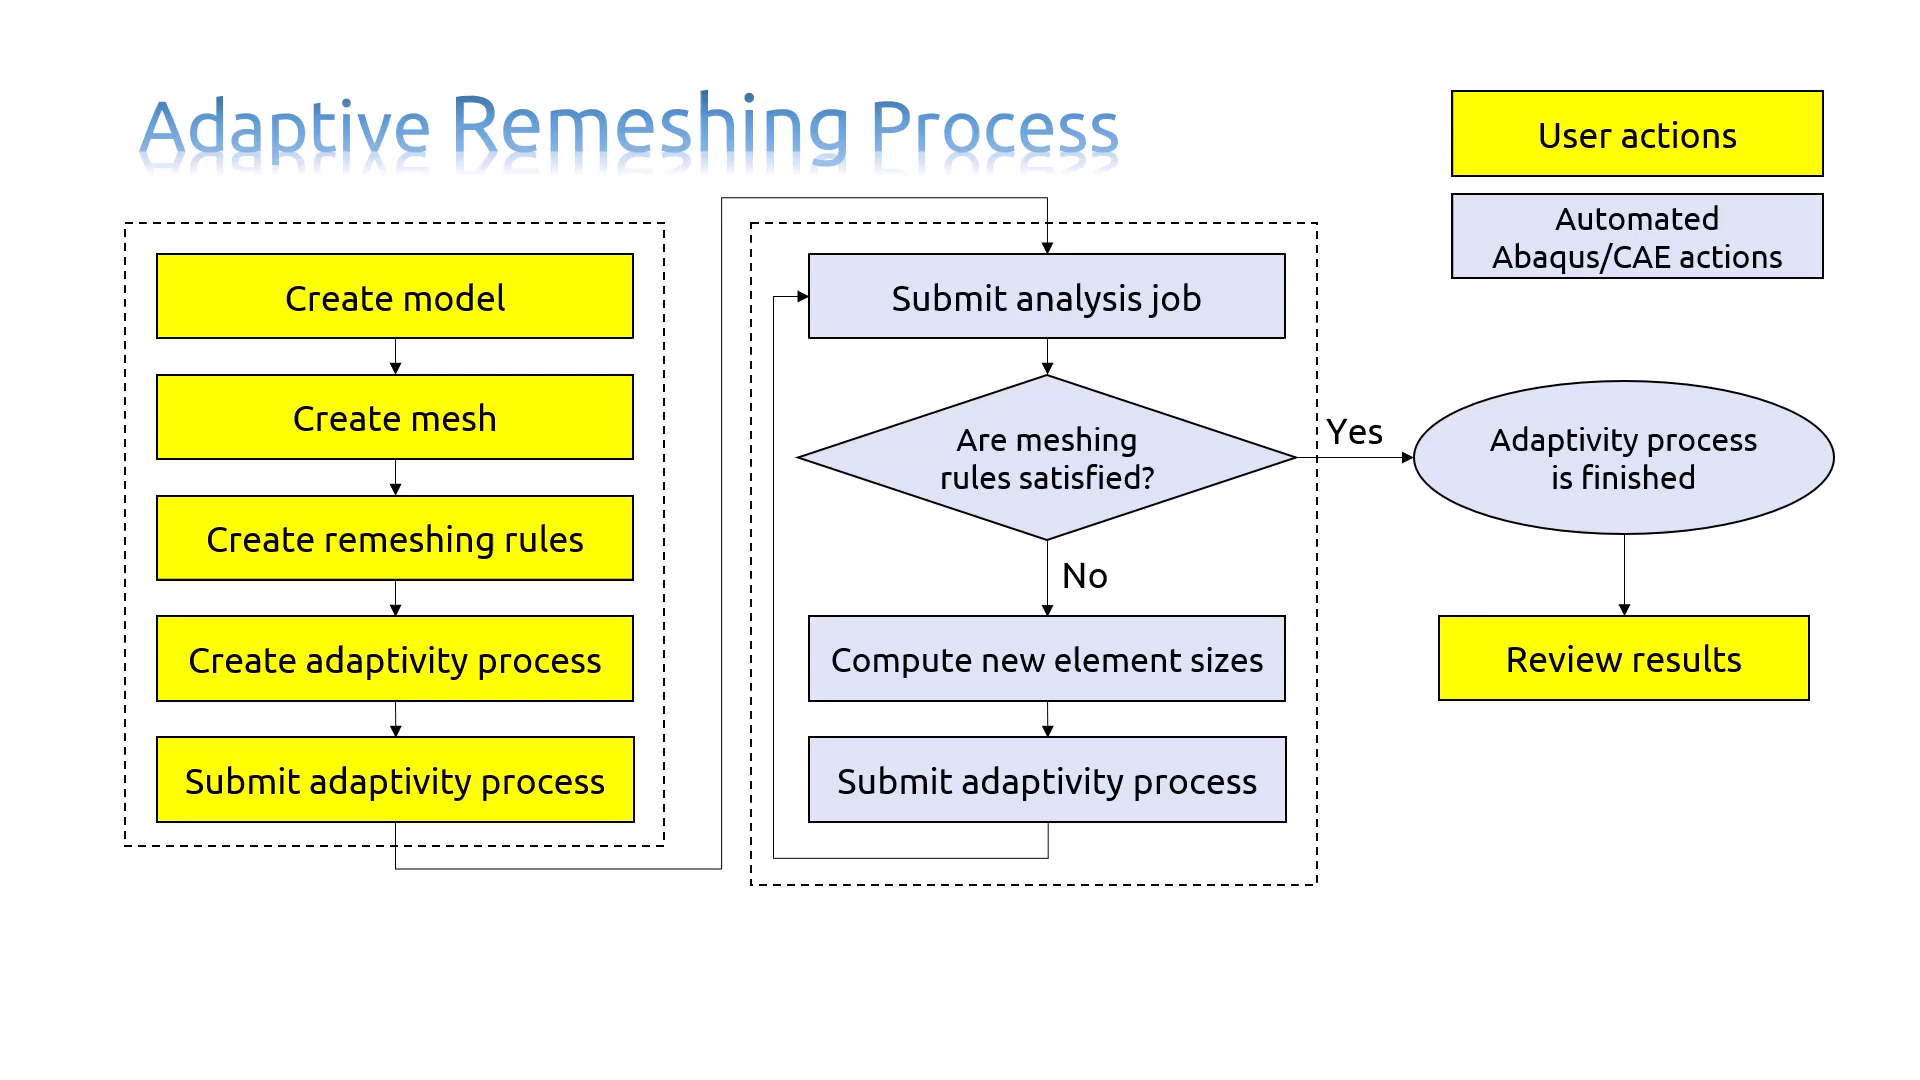 Adaptive Remeshing Process
User actions
Automated
Abaqus/CAE actions
Create model
Create mesh
Create remeshing rules
Create adaptivity process
Submit adaptivity process
Submit analysis job
Are meshing
rules satisfied?
Yes
No
Compute new element sizes
Submit adaptivity process
Adaptivity process
is finished
Review results